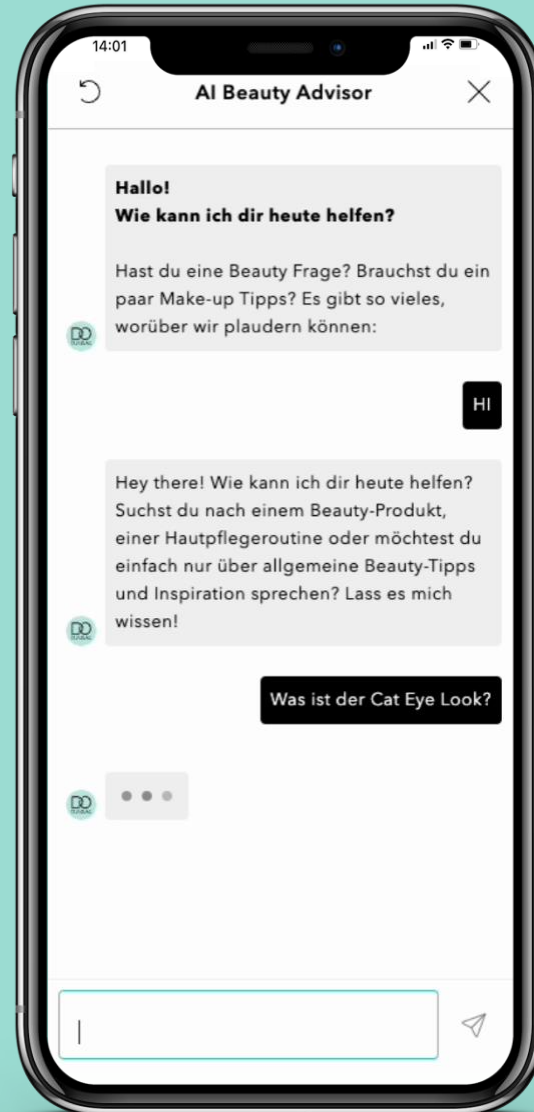 14:01
AI Beauty Advisor
Hallo!
Wie kann ich dir heute helfen?
Hast du eine Beauty Frage? Brauchst du ein
paar Make-up Tipps? Es gibt so vieles,
worüber wir plaudern können:
DO
HI
Hey there! Wie kann ich dir heute helfen?
Suchst du nach einem Beauty-Produkt,
einer Hautpflegeroutine oder möchtest du
einfach nur über allgemeine Beauty-Tipps
und Inspiration sprechen? Lass es mich
wissen!
DO
Was ist der Cat Eye Look?
DO